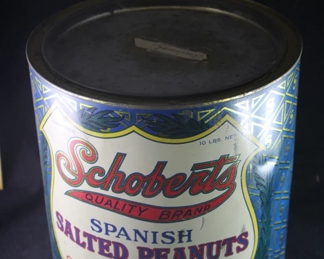 10 LBS NET
Schobert's
QUALITY BRAND
SPANISH
SALTED PEANUTS